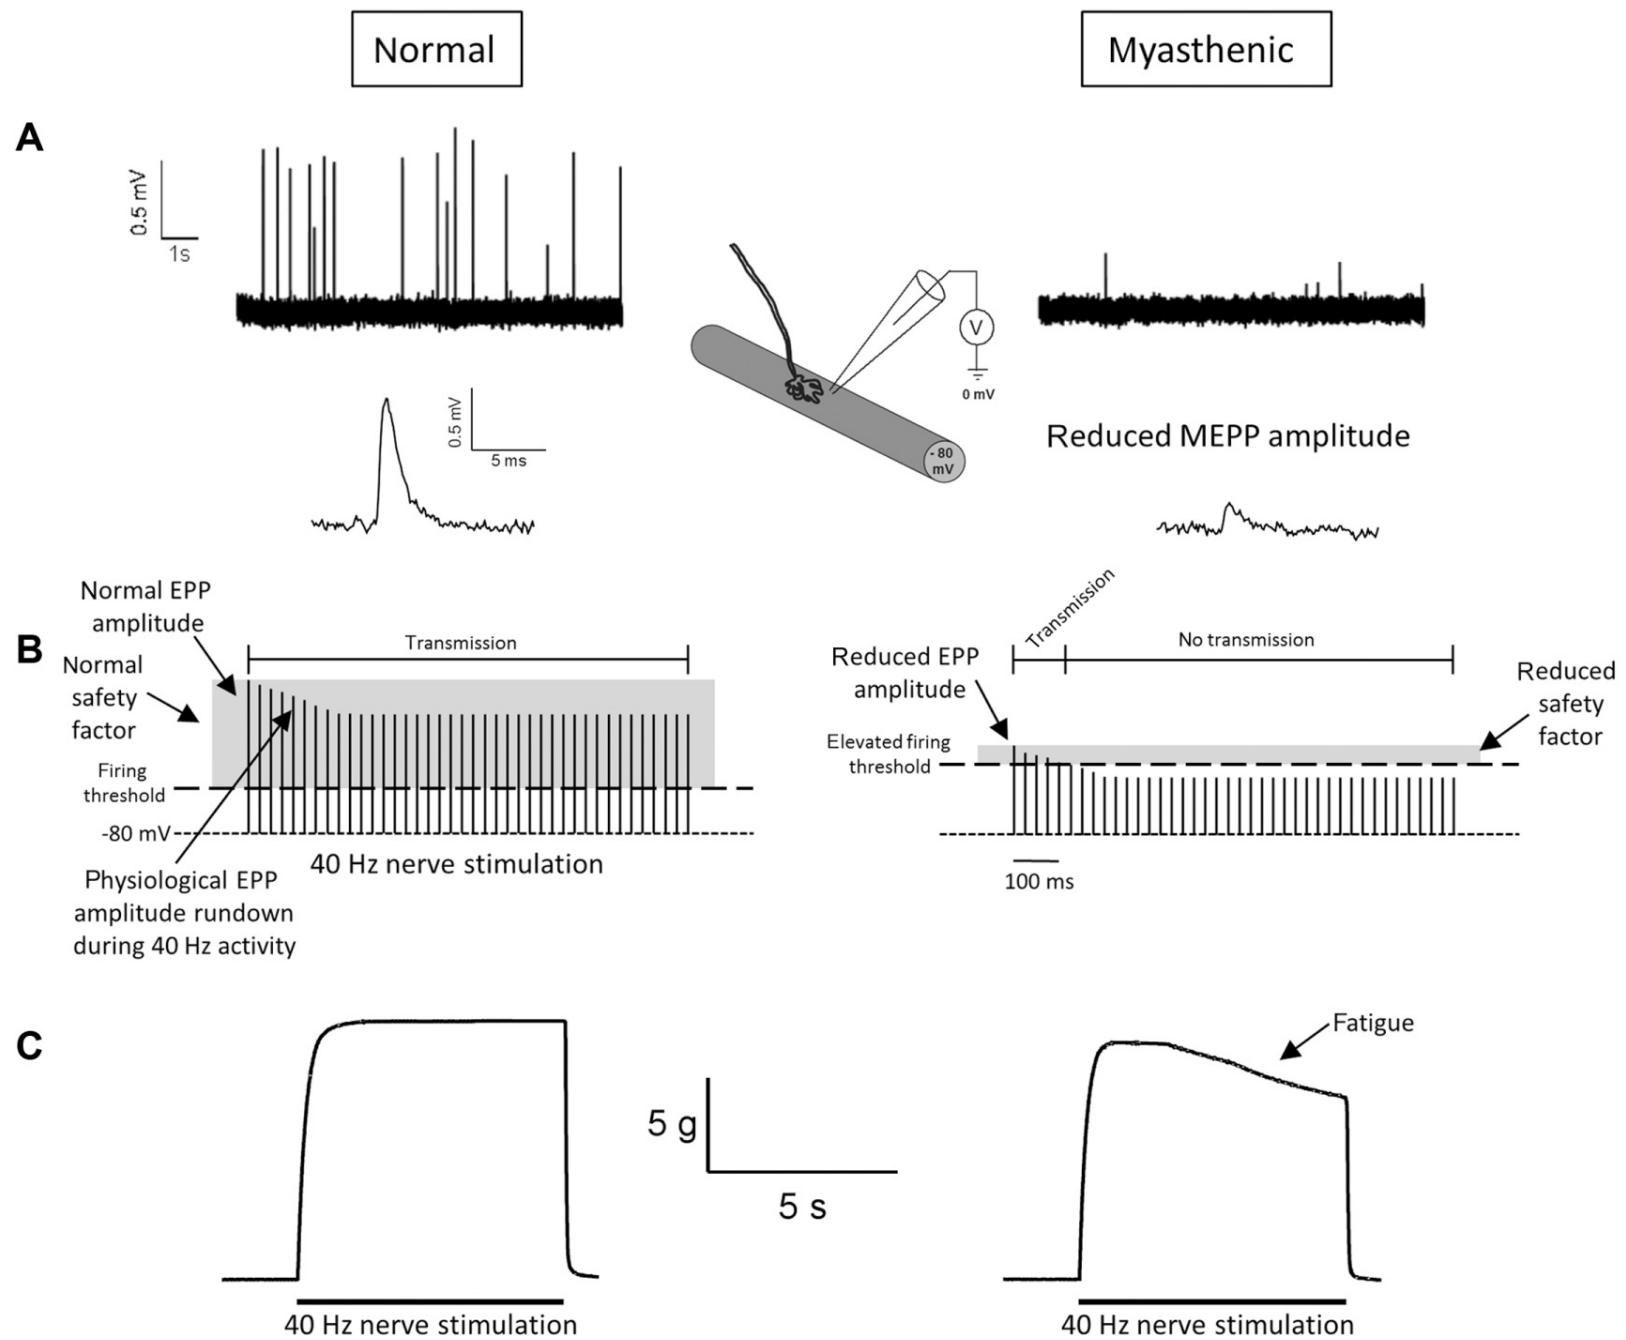 Normal
Myasthenic
A
0.5 mV
1s
0.5 mV
5 ms
V
0 mV
- 80
mV
Reduced MEPP amplitude
B
Normal EPP
amplitude
Normal
safety
factor
Transmission
Firing
threshold
-80 mV
40 Hz nerve stimulation
Physiological EPP
amplitude rundown
during 40 Hz activity
Transmission
No transmission
Reduced EPP
amplitude
Reduced
safety
factor
Elevated firing
threshold
100 ms
C
5 g
5 s
Fatigue
40 Hz nerve stimulation
40 Hz nerve stimulation